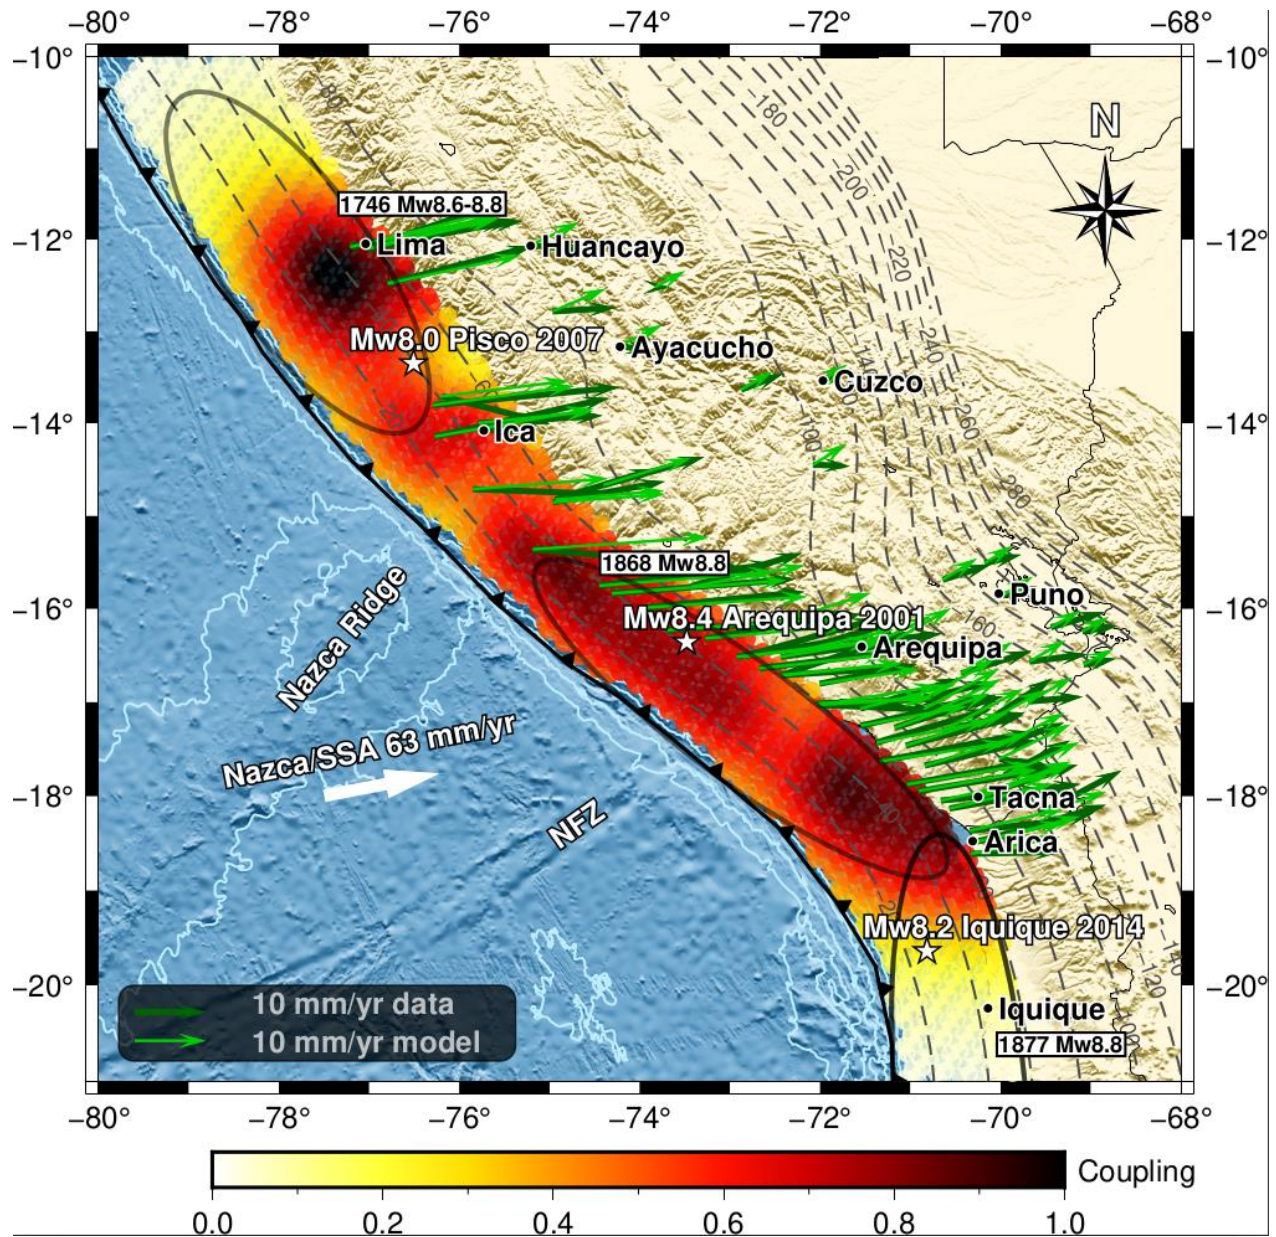 −80° −78° −76° −74° −72° −70° −68°
−10° −10°
80
180
N
200
1746 Mw8.6-8.8
−12° Lima Huancayo −12°
220
240
Mw8.0 Pisco 2007
Ayacucho
Cuzco
60
20
260
−14° Ica −14°
100
280
1868 Mw8.8
Nazca Ridge
Puno
−16° −16°
Mw8.4 Arequipa 2001
160
Arequipa
Nazca/SSA 63 mm/yr
−18° Tacna −18°
NFZ
40
Arica
Mw8.2 Iquique 2014
140
120
−20° −20°
10 mm/yr data
Iquique
10 mm/yr model
1877 Mw8.8
100
−80° −78° −76° −74° −72° −70° −68°
Coupling
0.0 0.2 0.4 0.6 0.8 1.0